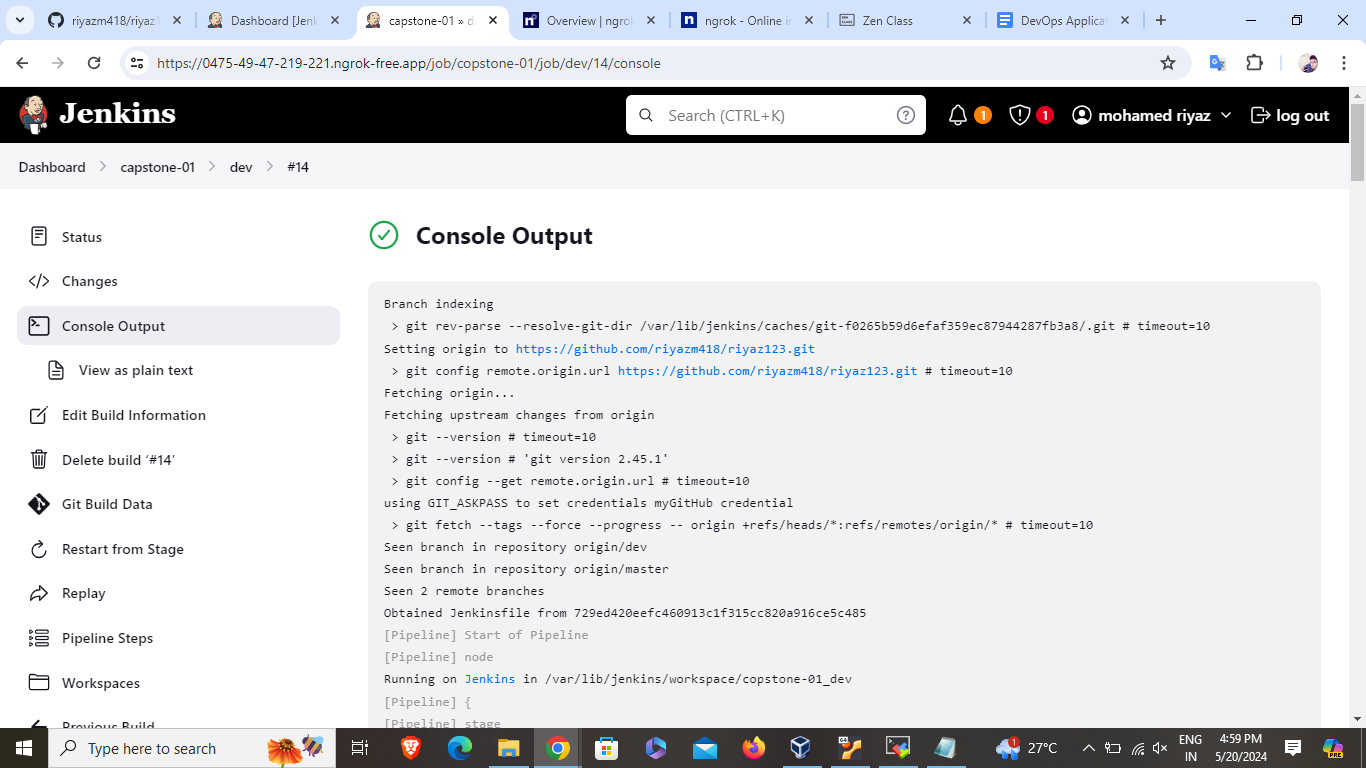 riyazm418/riyaz1
Dashboard [Jenk
capstone-01 » de
Overview | ngrok
ngrok - Online in
Zen Class
DevOps Applicat
https://0475-49-47-219-221.ngrok-free.app/job/copstone-01/job/dev/14/console
Jenkins
Search (CTRL+K)
1
1
mohamed riyaz
log out
Dashboard
capstone-01
dev
#14
Status
Changes
Console Output
View as plain text
Edit Build Information
Delete build ‘#14’
Git Build Data
Restart from Stage
Replay
Pipeline Steps
Workspaces
Previous Build
Console Output
Branch indexing
> git rev-parse --resolve-git-dir /var/lib/jenkins/caches/git-f0265b59d6efaf359ec87944287fb3a8/.git # timeout=10
Setting origin to https://github.com/riyazm418/riyaz123.git
> git config remote.origin.url https://github.com/riyazm418/riyaz123.git # timeout=10
Fetching origin...
Fetching upstream changes from origin
> git --version # timeout=10
> git --version # 'git version 2.45.1'
> git config --get remote.origin.url # timeout=10
using GIT_ASKPASS to set credentials myGitHub credential
> git fetch --tags --force --progress -- origin +refs/heads/*:refs/remotes/origin/* # timeout=10
Seen branch in repository origin/dev
Seen branch in repository origin/master
Seen 2 remote branches
Obtained Jenkinsfile from 729ed420eefc460913c1f315cc820a916ce5c485
[Pipeline] Start of Pipeline
[Pipeline] node
Running on Jenkins in /var/lib/jenkins/workspace/copstone-01_dev
[Pipeline] {
[Pipeline] stage
Type here to search
1
27°C
ENG
IN
4:59 PM
5/20/2024
PRE